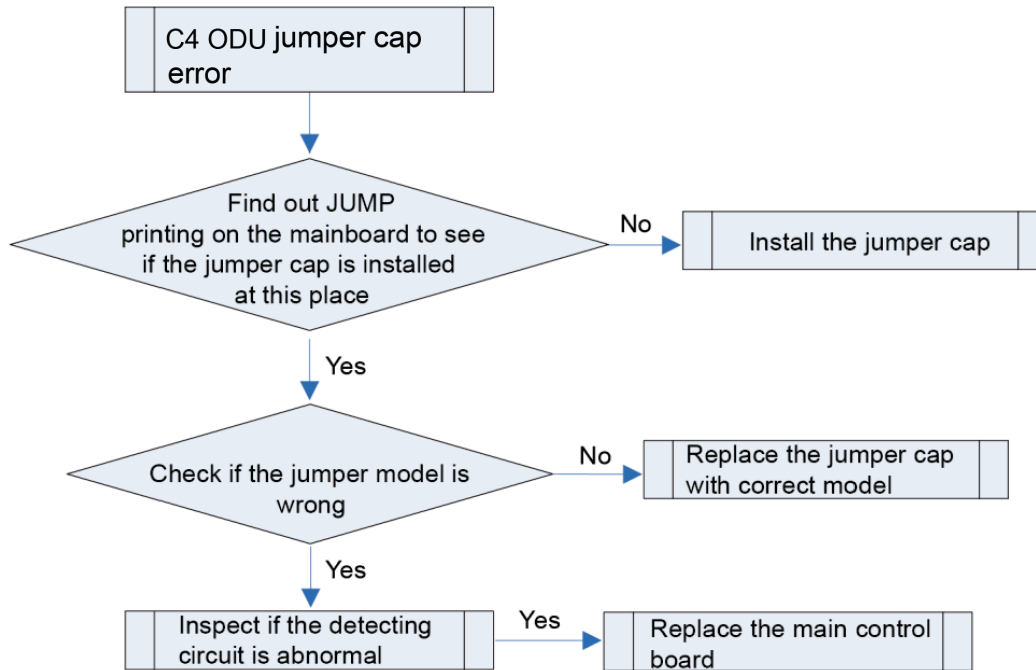 C4 ODU jumper cap
error
Find out JUMP
printing on the mainboard to see
if the jumper cap is installed
at this place
No
Install the jumper cap
Yes
Check if the jumper model is
wrong
No
Replace the jumper cap
with correct model
Yes
Inspect if the detecting
circuit is abnormal
Yes
Replace the main control
board